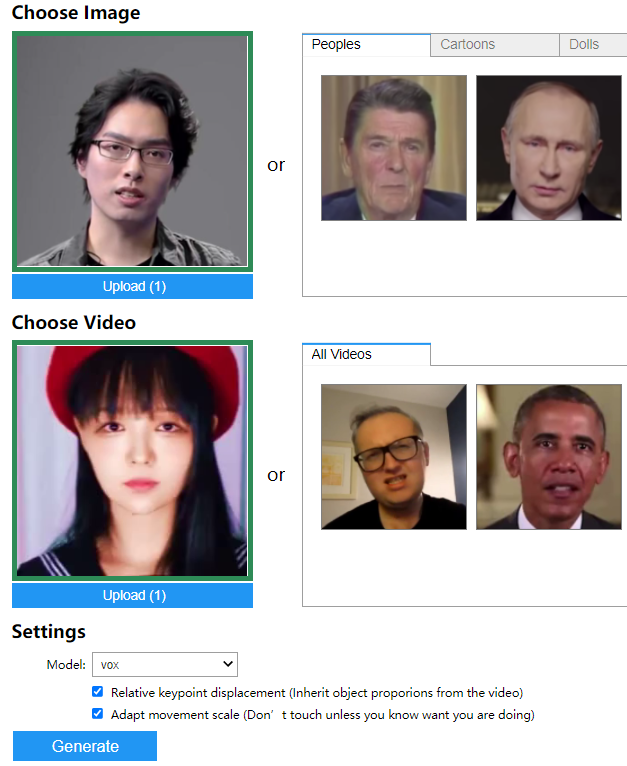 Choose Image
Peoples
Cartoons
Dolls
or
Upload (1)
Choose Video
All Videos
or
Upload (1)
Settings
Model: vox
Relative keypoint displacement (Inherit object proporions from the video)
Adapt movement scale (Don’t touch unless you know want you are doing)
Generate